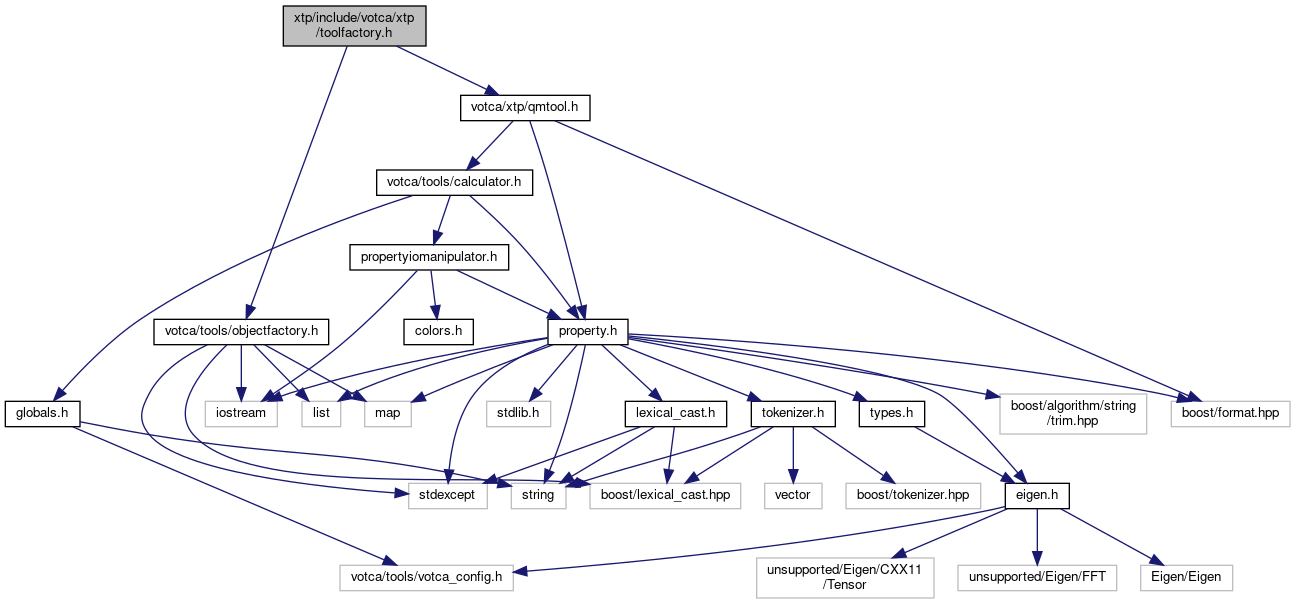 xtp/include/votca/xtp
/toolfactory.h
votca/xtp/qmtool.h
votca/tools/calculator.h
propertyiomanipulator.h
votca/tools/objectfactory.h
colors.h
property.h
globals.h
iostream
list
map
stdlib.h
lexical_cast.h
tokenizer.h
types.h
boost/algorithm/string
/trim.hpp
boost/format.hpp
stdexcept
string
boost/lexical_cast.hpp
vector
boost/tokenizer.hpp
eigen.h
votca/tools/votca_config.h
unsupported/Eigen/CXX11
/Tensor
unsupported/Eigen/FFT
Eigen/Eigen